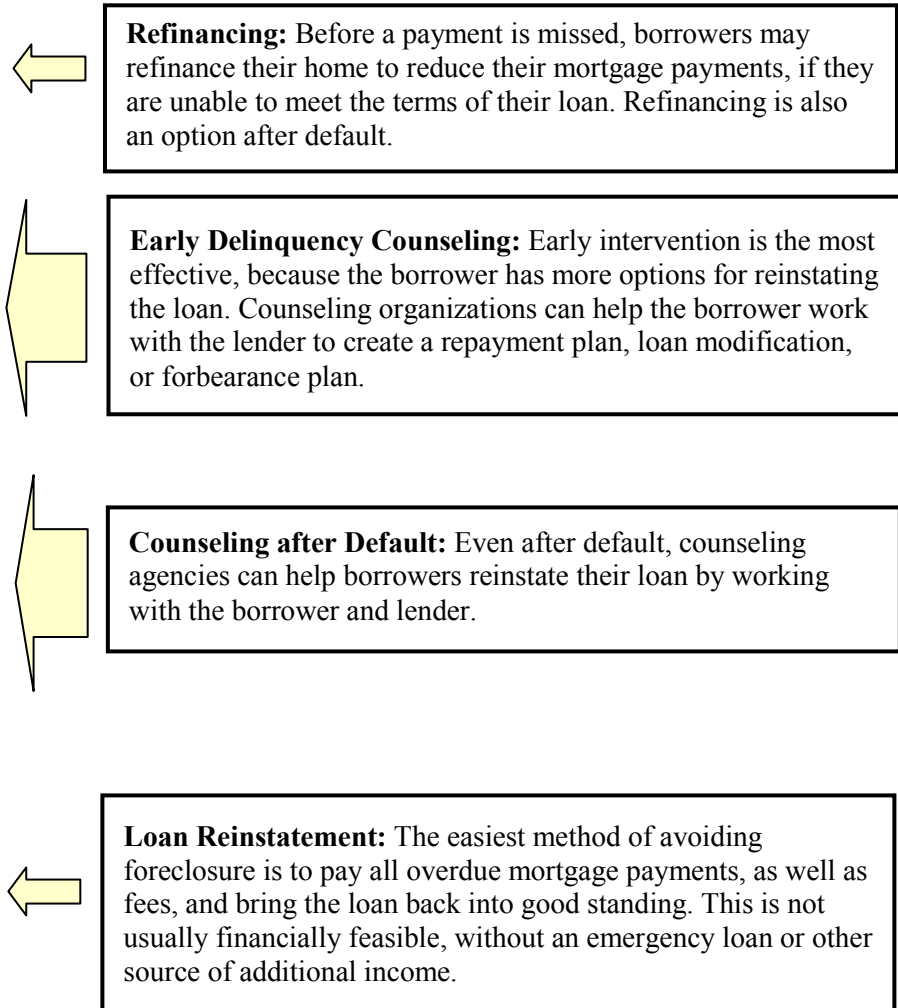 Refinancing: Before a payment is missed, borrowers may
refinance their home to reduce their mortgage payments, if they
are unable to meet the terms of their loan. Refinancing is also
an option after default.
Early Delinquency Counseling: Early intervention is the most
effective, because the borrower has more options for reinstating
the loan. Counseling organizations can help the borrower work
with the lender to create a repayment plan, loan modification,
or forbearance plan.
Counseling after Default: Even after default, counseling
agencies can help borrowers reinstate their loan by working
with the borrower and lender.
Loan Reinstatement: The easiest method of avoiding
foreclosure is to pay all overdue mortgage payments, as well as
fees, and bring the loan back into good standing. This is not
usually financially feasible, without an emergency loan or other
source of additional income.